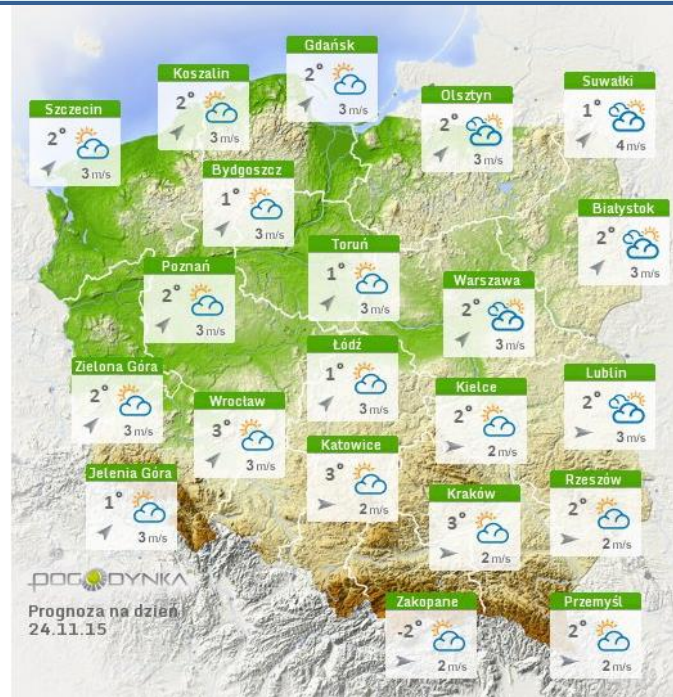 Gdańsk
2°
3 m/s
Koszalin
2°
3 m/s
Suwałki
1°
4 m/s
Olsztyn
2°
3 m/s
Szczecin
2°
3 m/s
Bydgoszcz
1°
3 m/s
Białystok
2°
3 m/s
Toruń
1°
3 m/s
Poznań
2°
3 m/s
Warszawa
2°
3 m/s
Łódź
1°
3 m/s
Zielona Góra
2°
3 m/s
Lublin
2°
3 m/s
Kielce
2°
2 m/s
Wrocław
3°
3 m/s
Katowice
3°
2 m/s
Jelenia Góra
1°
3 m/s
Rzeszów
2°
2 m/s
Kraków
3°
2 m/s
POGODYNKA
Prognoza na dzień
24.11.15
Zakopane
-2°
2 m/s
Przemyśl
2°
2 m/s